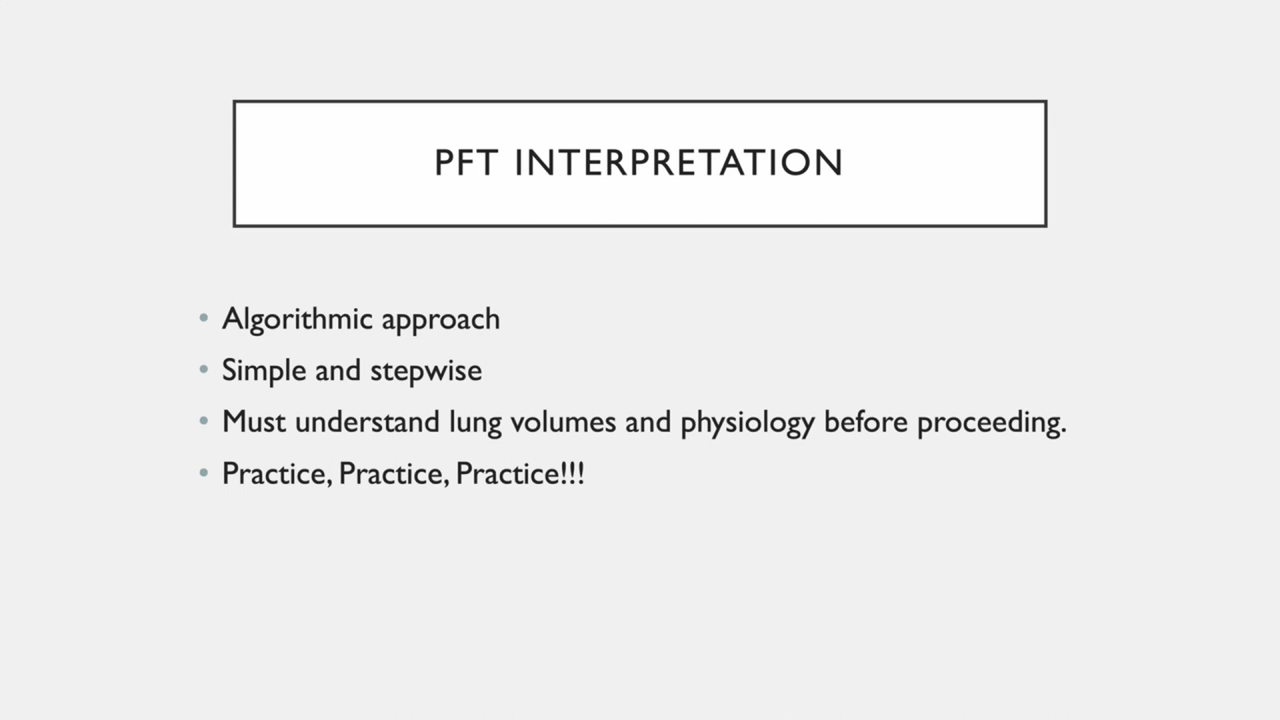 PFT INTERPRETATION
• Algorithmic approach
• Simple and stepwise
• Must understand lung volumes and physiology before proceeding.
• Practice, Practice, Practice!!!